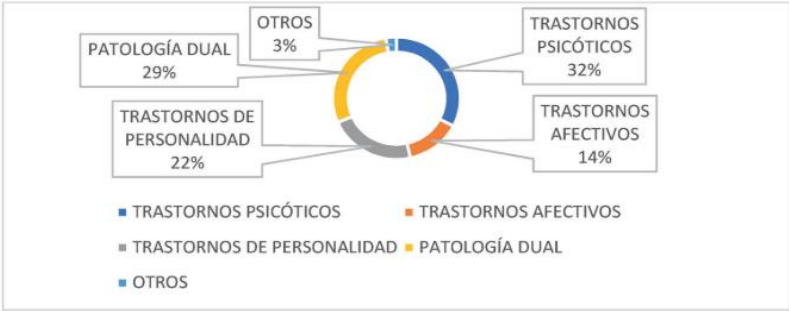 OTROS
3%
TRASTORNOS
PSICÓTICOS
32%
PATOLOGÍA DUAL
29%
TRASTORNOS DE
PERSONALIDAD
22%
TRASTORNOS
AFECTIVOS
14%
TRASTORNOS PSICÓTICOS
TRASTORNOS AFECTIVOS
TRASTORNOS DE PERSONALIDAD
PATOLOGÍA DUAL
OTROS